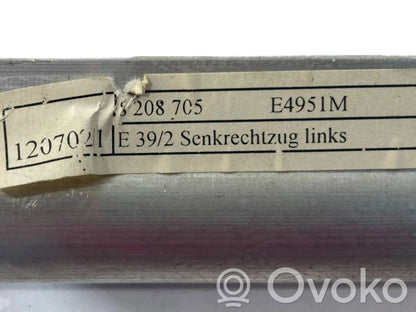 8 208 705 E4951M
1207021 E 39/2 Senkrechtzug links
OVOKO